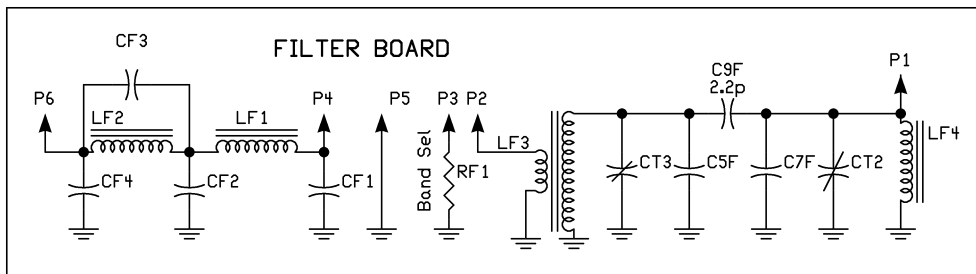 FILTER BOARD
CF3
P6
LF2
LF1
P4
P5
P3
P2
CF4
CF2
CF1
Band Sel
RF1
LF3
C9F
2.2p
P1
CT3
C5F
C7F
CT2
LF4